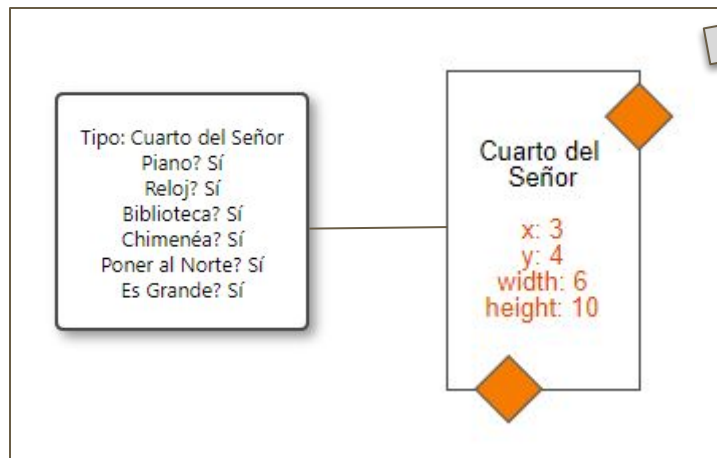 Tipo: Cuarto del Señor
Piano? Sí
Reloj? Sí
Biblioteca? Sí
Chimenéa? Sí
Poner al Norte? Sí
Es Grande? Sí
Cuarto del
Señor
x: 3
y: 4
width: 6
height: 10